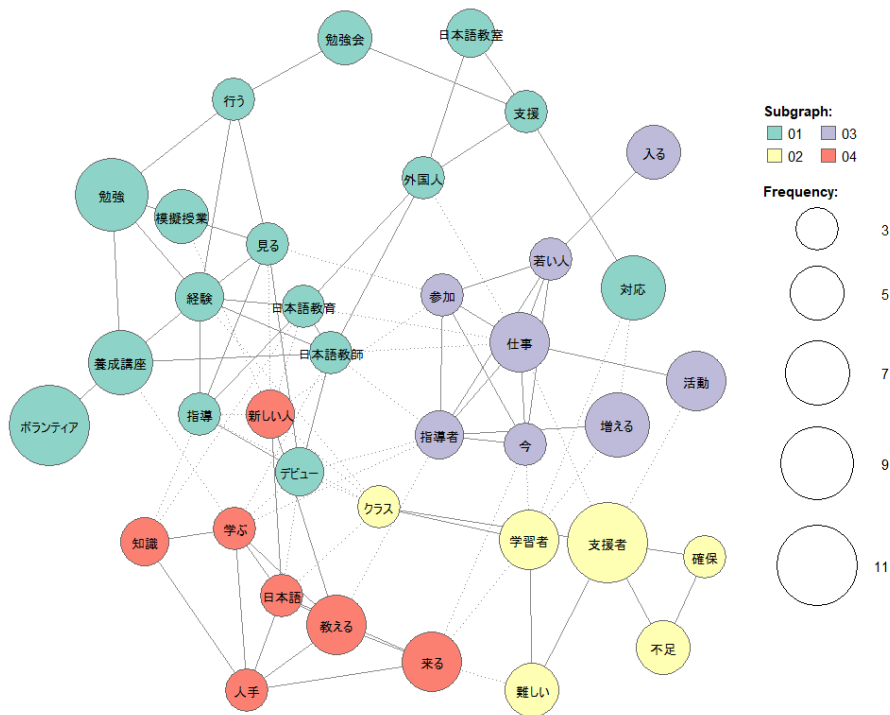 勉強会
日本語教室
行う
支援
入る
外国人
勉強
模擬授業
見る
若い人
参加
対応
経験
日本語教育
仕事
日本語教師
養成講座
活動
ボランティア
指導
新しい人
指導者
今
増える
デビュー
クラス
知識
学ぶ
学習者
支援者
確保
日本語
教える
不足
来る
人手
難しい
Subgraph:
01 03
02 04
Frequency:
3
5
7
9
11